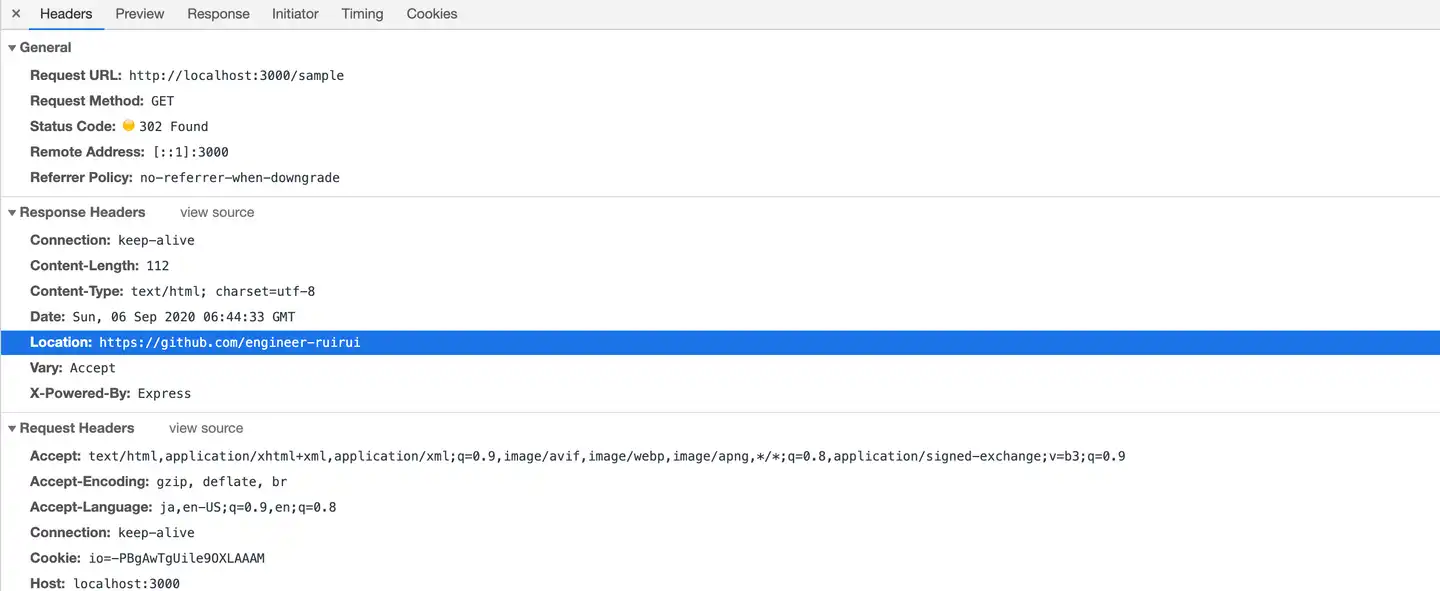 × Headers Preview Response Initiator Timing Cookies
▼ General
Request URL: http://localhost:3000/sample
Request Method: GET
Status Code: 302 Found
Remote Address: [::1]:3000
Referrer Policy: no-referrer-when-downgrade
▼ Response Headers view source
Connection: keep-alive
Content-Length: 112
Content-Type: text/html; charset=utf-8
Date: Sun, 06 Sep 2020 06:44:33 GMT
Location: https://github.com/engineer-ruirui
Vary: Accept
X-Powered-By: Express
▼ Request Headers view source
Accept: text/html,application/xhtml+xml,application/xml;q=0.9,image/avif,image/webp,image/apng,*/*;q=0.8,application/signed-exchange;v=b3;q=0.9
Accept-Encoding: gzip, deflate, br
Accept-Language: ja,en-US;q=0.9,en;q=0.8
Connection: keep-alive
Cookie: io=-PBgAwTgUile9OXLAAAM
Host: localhost:3000